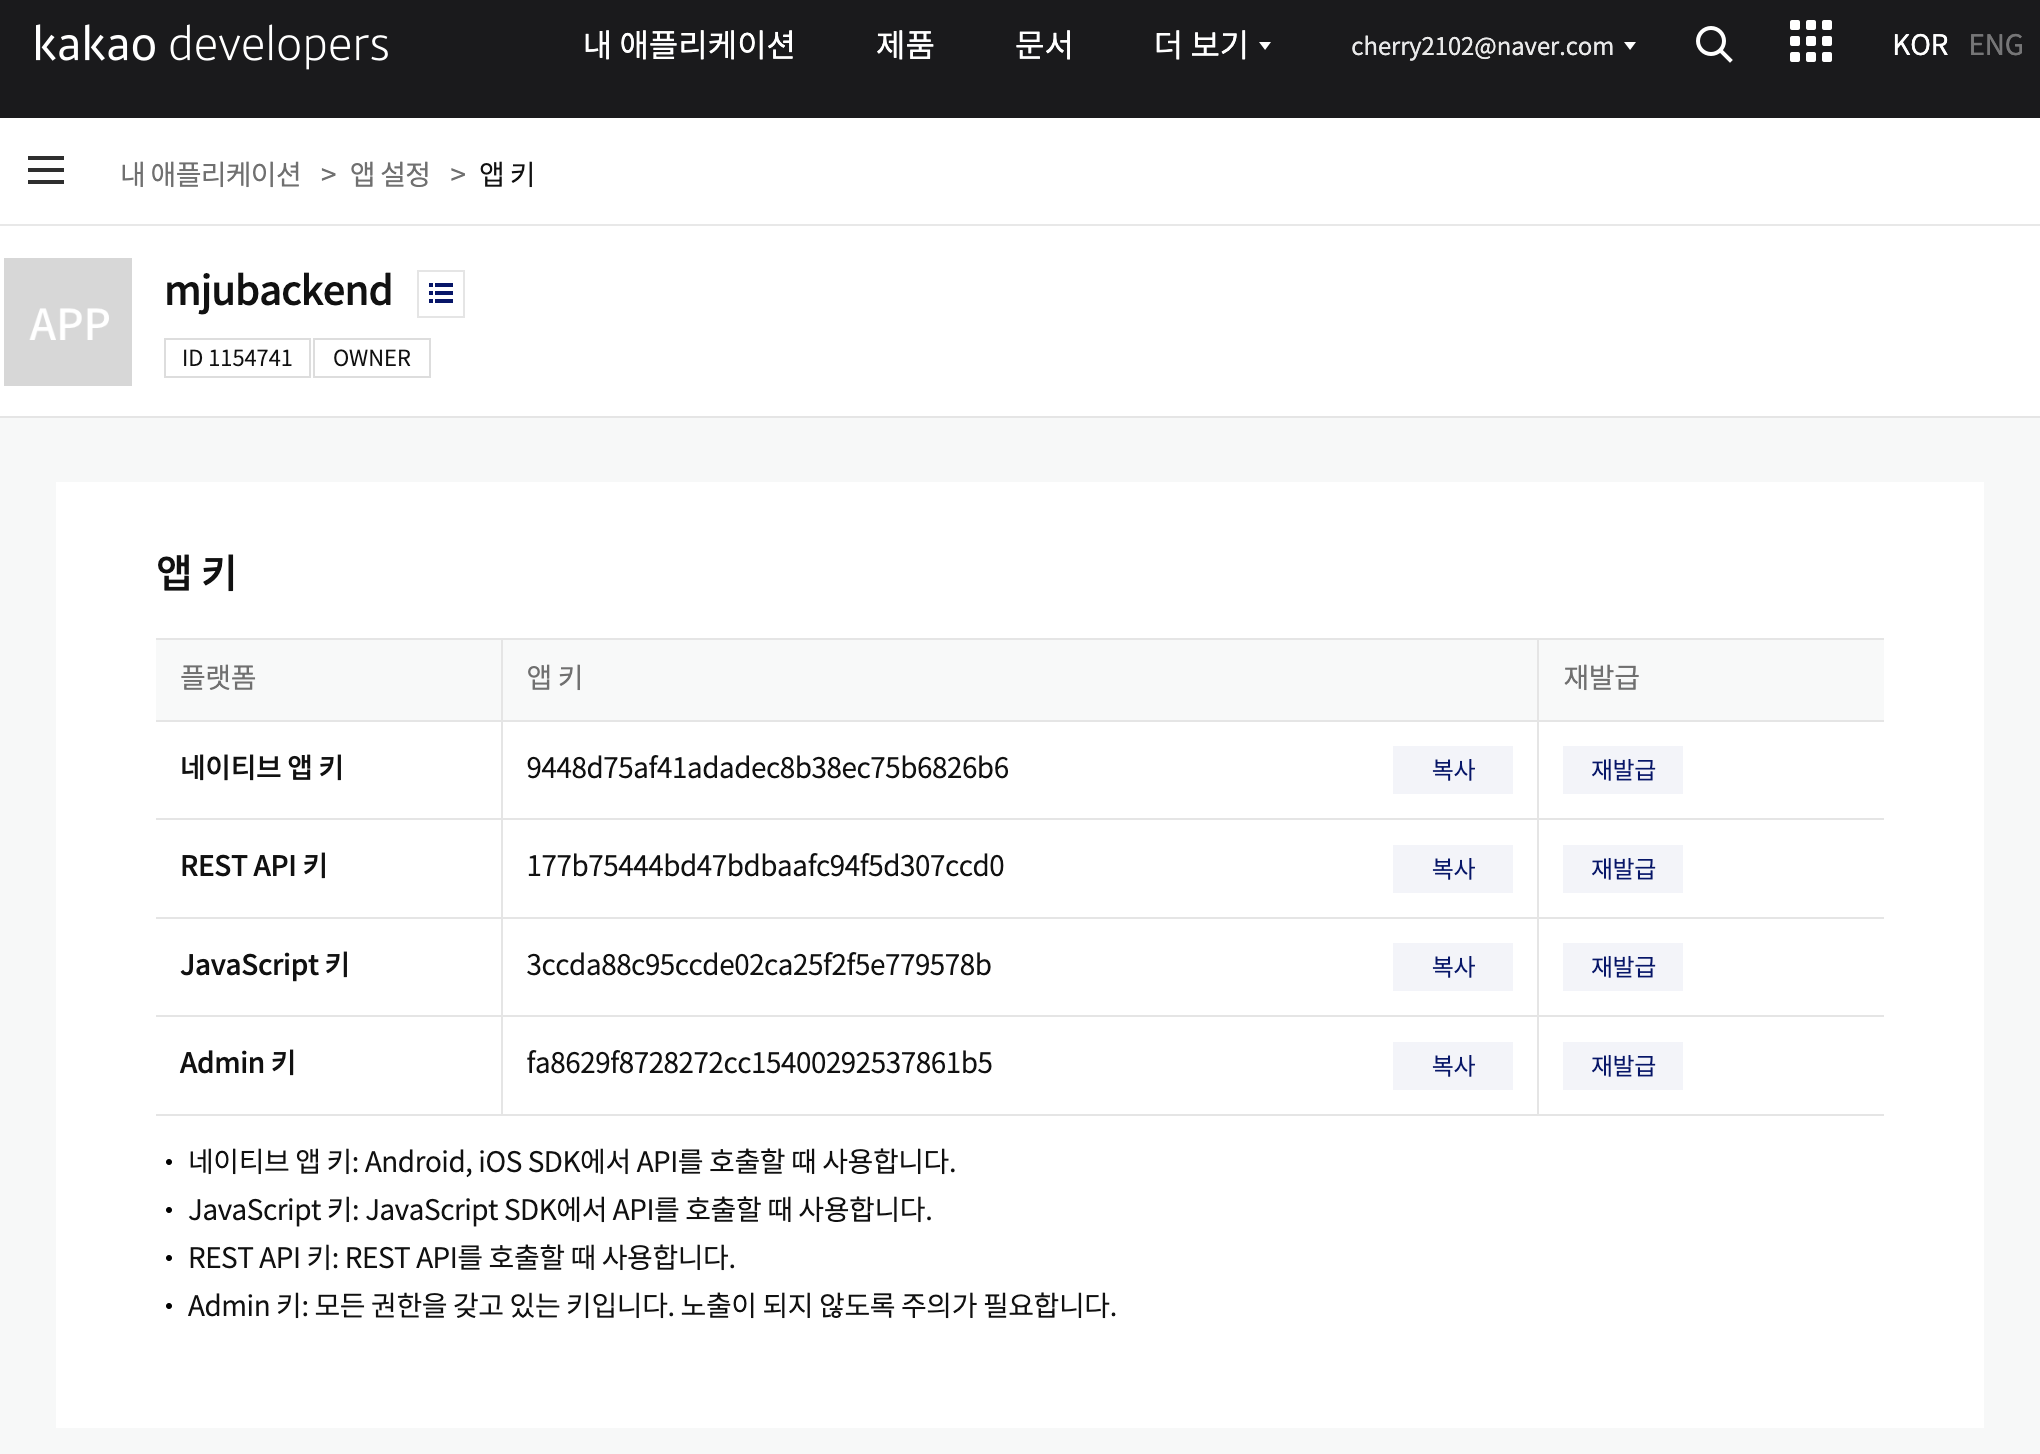 kakao developers 내 애플리케이션 제품 문서 더 보기 cherry2102@naver.com KOR ENG
내 애플리케이션 > 앱 설정 > 앱 키
APP
mjubackend
ID 1154741 OWNER
앱 키
플랫폼 앱 키 재발급
네이티브 앱 키 9448d75af41adadec8b38ec75b6826b6 복사 재발급
REST API 키 177b75444bd47bdbaafc94f5d307ccd0 복사 재발급
JavaScript 키 3ccda88c95ccde02ca25f2f5e779578b 복사 재발급
Admin 키 fa8629f8728272cc15400292537861b5 복사 재발급
• 네이티브 앱 키: Android, iOS SDK에서 API를 호출할 때 사용합니다.
• JavaScript 키: JavaScript SDK에서 API를 호출할 때 사용합니다.
• REST API 키: REST API를 호출할 때 사용합니다.
• Admin 키: 모든 권한을 갖고 있는 키입니다. 노출이 되지 않도록 주의가 필요합니다.